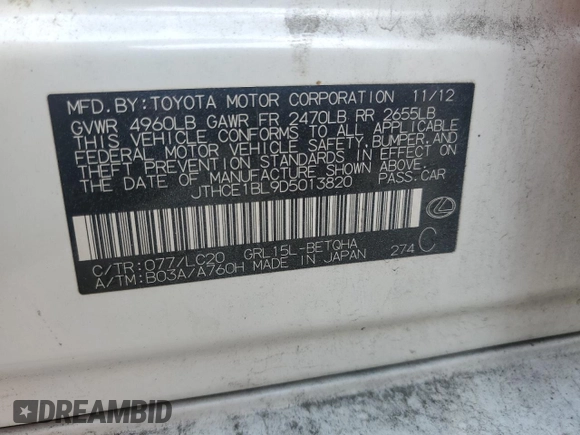 MFD. BY: TOYOTA MOTOR CORPORATION 11/12
GVWR 4960LB GAWR FR 2470LB RR 2655LB
THIS VEHICLE CONFORMS TO ALL APPLICABLE
FEDERAL MOTOR VEHICLE SAFETY, BUMPER, AND
THEFT PREVENTION STANDARDS IN EFFECT ON
THE DATE OF MANUFACTURE SHOWN ABOVE.
JTHCE1BL9D5013820 PASS.CAR
C/TR:077/LC20 GRL15L-BETQHA
A/TM:B03A/A760H MADE IN JAPAN 274 C
DREAMBID